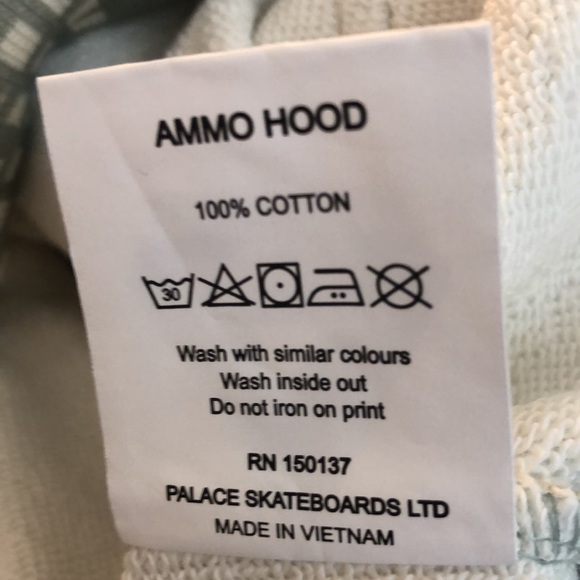 AMMO HOOD
100% COTTON
30
Wash with similar colours
Wash inside out
Do not iron on print
RN 150137
PALACE SKATEBOARDS LTD
MADE IN VIETNAM